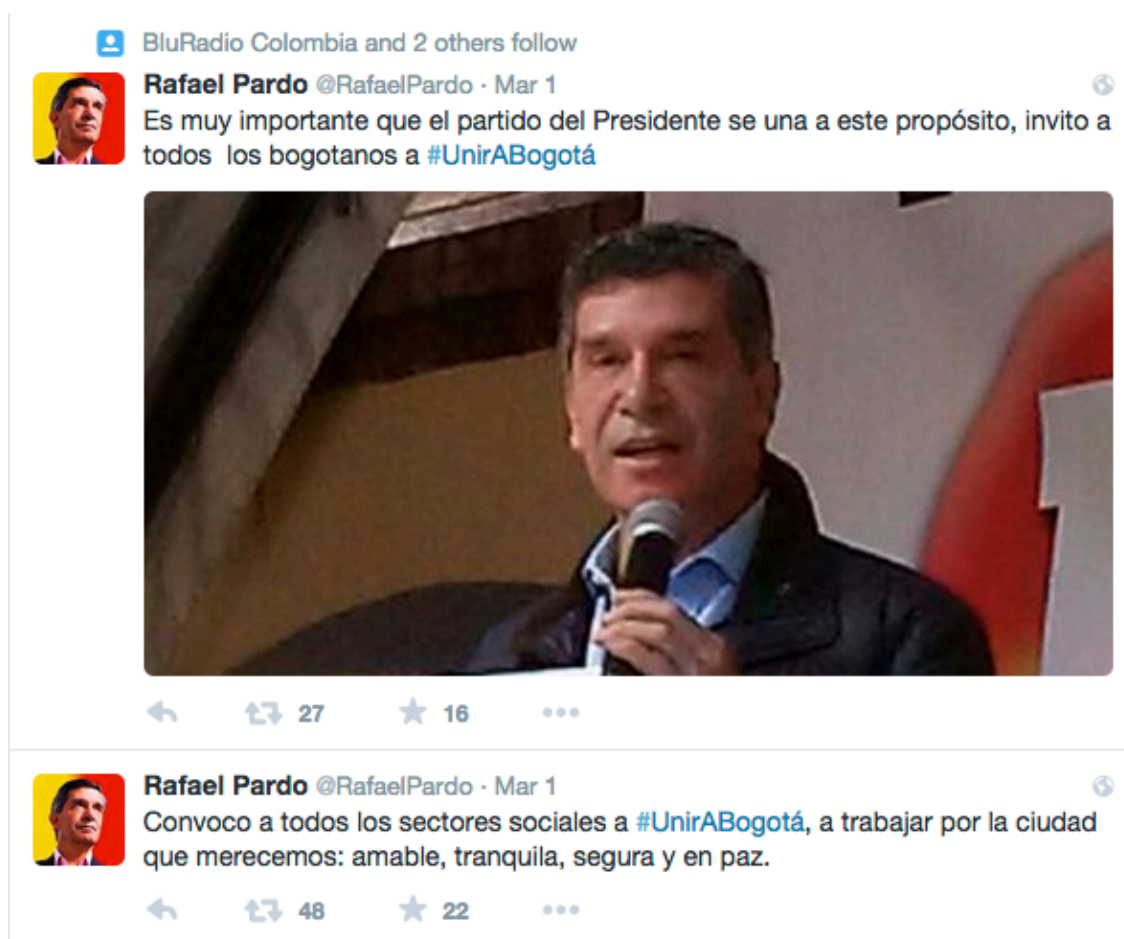 BluRadio Colombia and 2 others follow
Rafael Pardo @RafaelPardo · Mar 1
Es muy importante que el partido del Presidente se una a este propósito, invito a
todos  los bogotanos a #UnirABogotá
27 16
Rafael Pardo @RafaelPardo · Mar 1
Convoco a todos los sectores sociales a #UnirABogotá, a trabajar por la ciudad
que merecemos: amable, tranquila, segura y en paz.
48 22